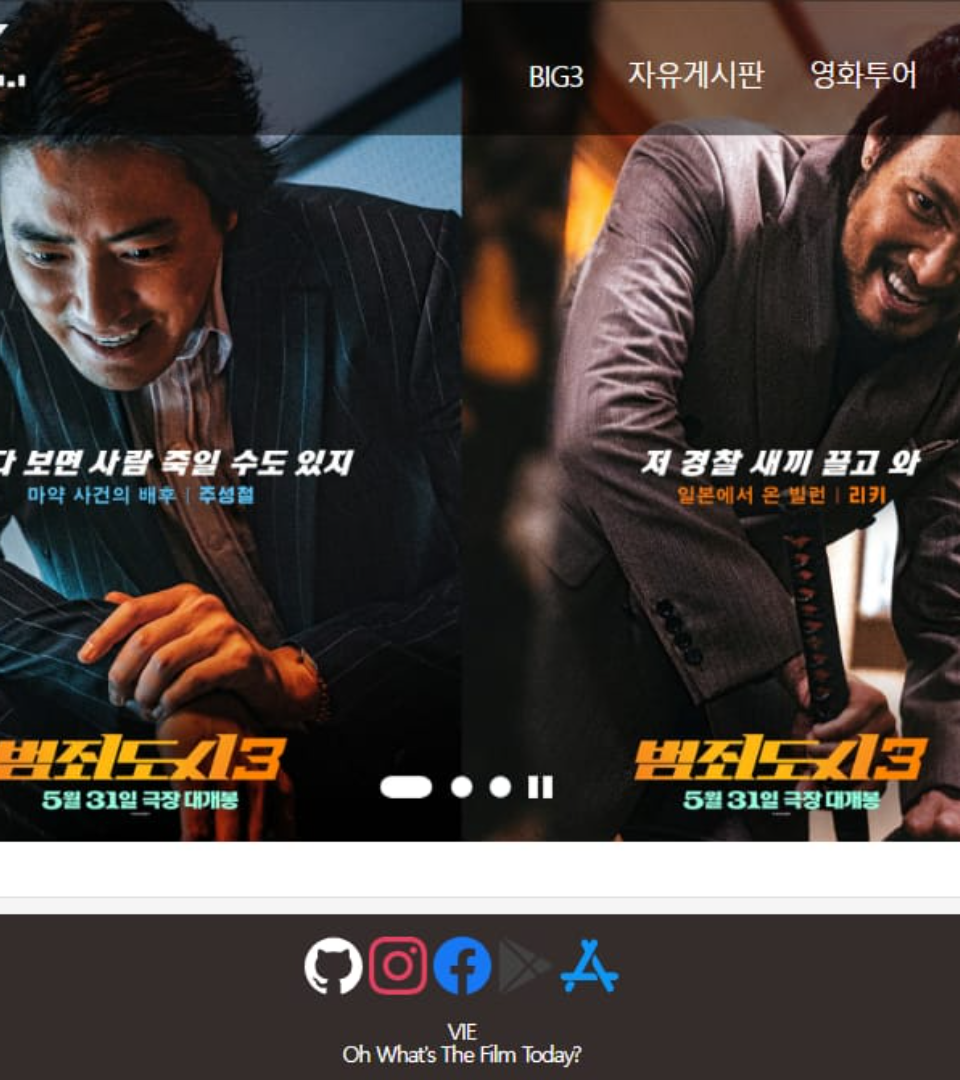 BIG3 자유게시판 영화투어
다 보면 사람 죽일 수도 있지
마약 사건의 배후 | 주성철
범죄도시3
5월 31일 극장 대개봉
저 경찰 새끼 끌고 와
일본에서 온 빌런 | 리키
범죄도시3
5월 31일 극장 대개봉
VIE
Oh What's The Film Today?